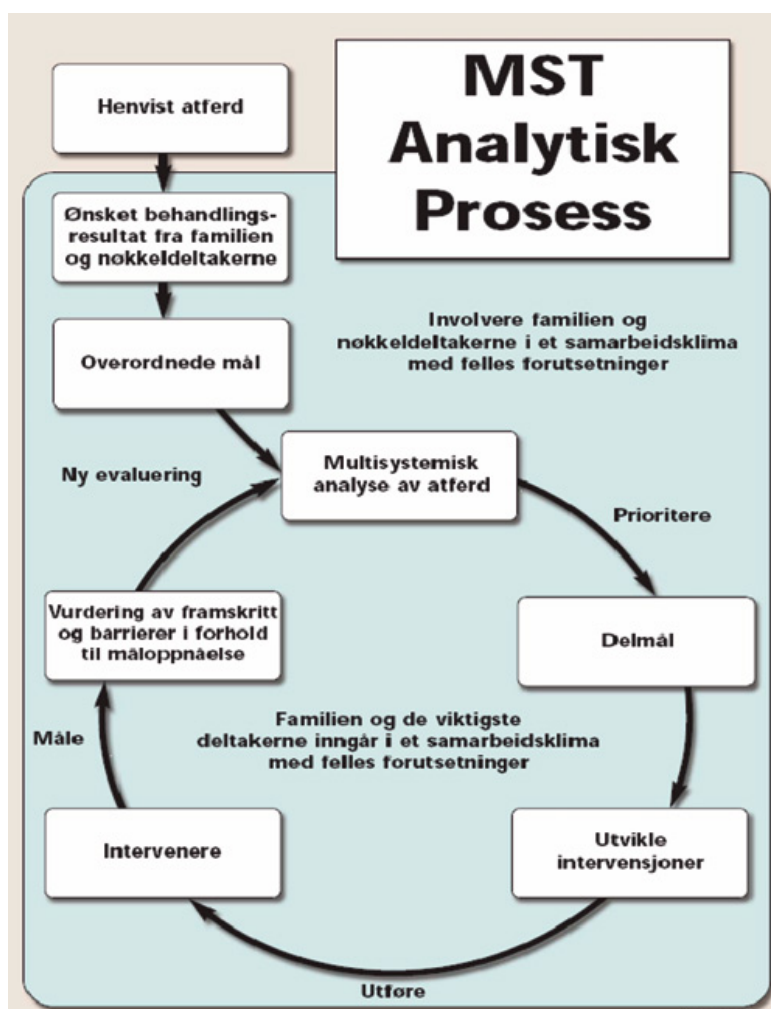 MST
Analytisk
Prosess
Henvist atferd
Ønsket behandlings-
resultat fra familien
og nøkkeldeltakerne
Overordnede mål
Involvere familien og
nøkkeldeltakerne i et samarbeidsklima
med felles forutsetninger
Ny evaluering
Multisystemisk
analyse av atferd
Prioritere
Vurdering av framskritt
og barrierer i forhold
til måloppnåelse
Delmål
Måle
Familien og de viktigste
deltakerne inngår i et samarbeidsklima
med felles forutsetninger
Intervenere
Utvikle
intervensjoner
Utføre